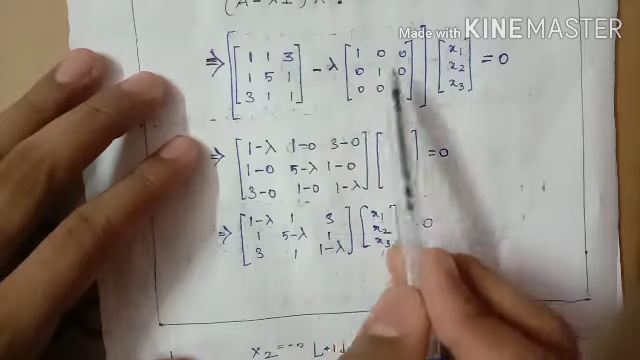 Made with KINEMASTER
(A-λI)X=
⇒ [[1 1 3] [1 5 1] [3 1 1]] - λ [[1 0 0] [0 1 0] [0 0]] [x₁ x₂ x₃] = 0
⇒ [[1-λ 1-0 3-0] [1-0 5-λ 1-0] [3-0 1-0 1-λ]] [ ] = 0
⇒ [[1-λ 1 3] [1 5-λ 1] [3 1 1-λ]] [x₁ x₂ x₃] 0
x₂ =